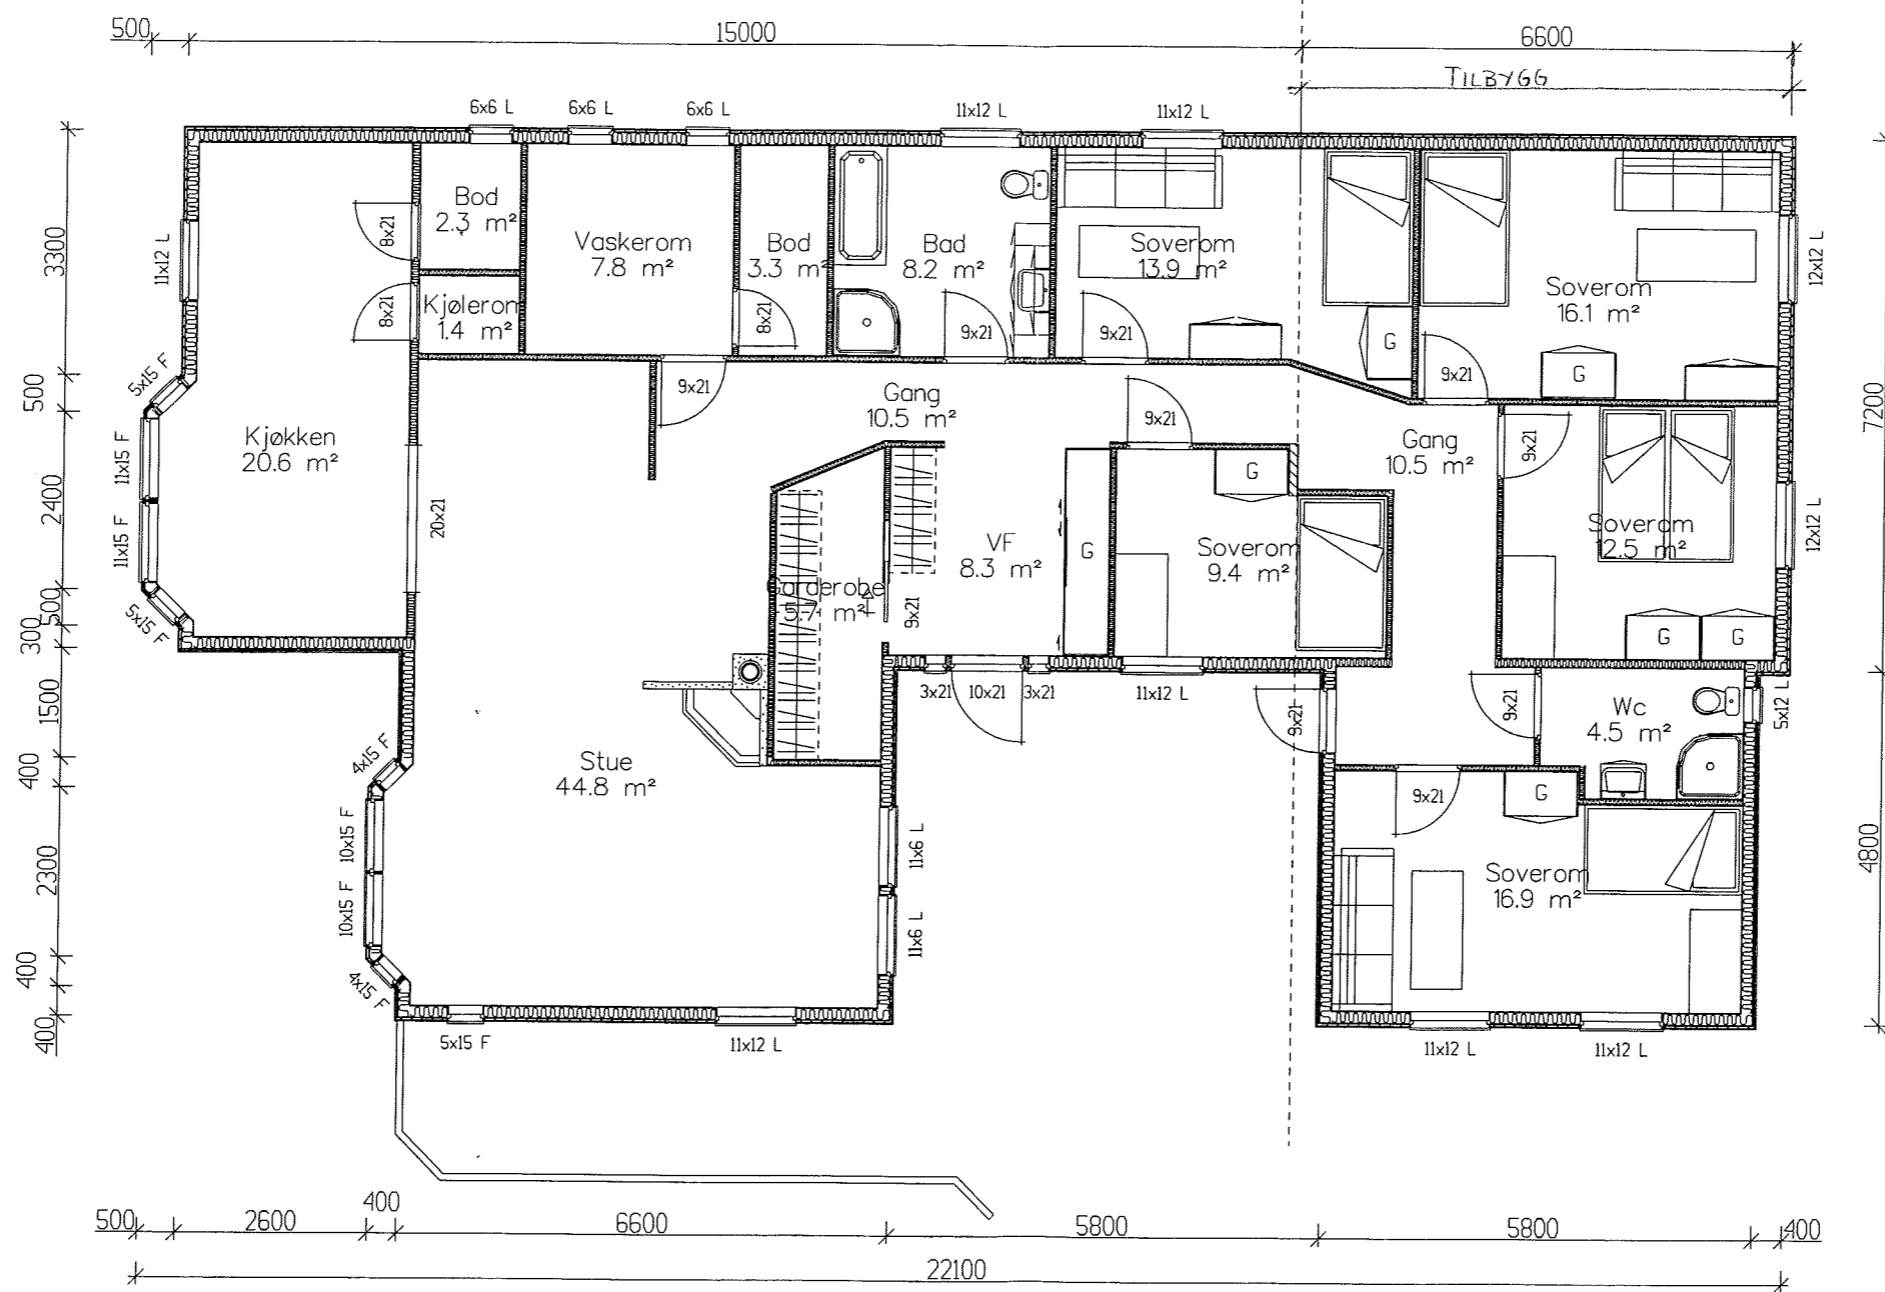 500
15000
6600
TILBYGG
6x6 L
6x6 L
6x6 L
11x12 L
11x12 L
3300
500
2400
500
300
1500
400
2300
400
400
7200
4800
11x12 L
5x15 F
11x15 F
11x15 F
5x15 F
8x21
8x21
Bod
2.3 m²
Kjølerom
1.4 m²
Vaskerom
7.8 m²
Bod
3.3 m²
8x21
Bad
8.2 m²
9x21
Soverom
13.9 m²
9x21
G
Soverom
16.1 m²
9x21
G
12x12 L
Kjøkken
20.6 m²
20x21
9x21
Gang
10.5 m²
9x21
Gang
10.5 m²
9x21
12x12 L
Garderobe
5.7 m²
9x21
VF
8.3 m²
G
G
Soverom
9.4 m²
Soverom
12.5 m²
G
G
3x21
10x21
3x21
11x12 L
9x21
9x21
Wc
4.5 m²
5x12 L
Stue
44.8 m²
4x15 F
10x15 F
10x15 F
4x15 F
11x6 L
11x6 L
9x21
G
Soverom
16.9 m²
5x15 F
11x12 L
11x12 L
11x12 L
500
2600
400
6600
5800
5800
400
22100